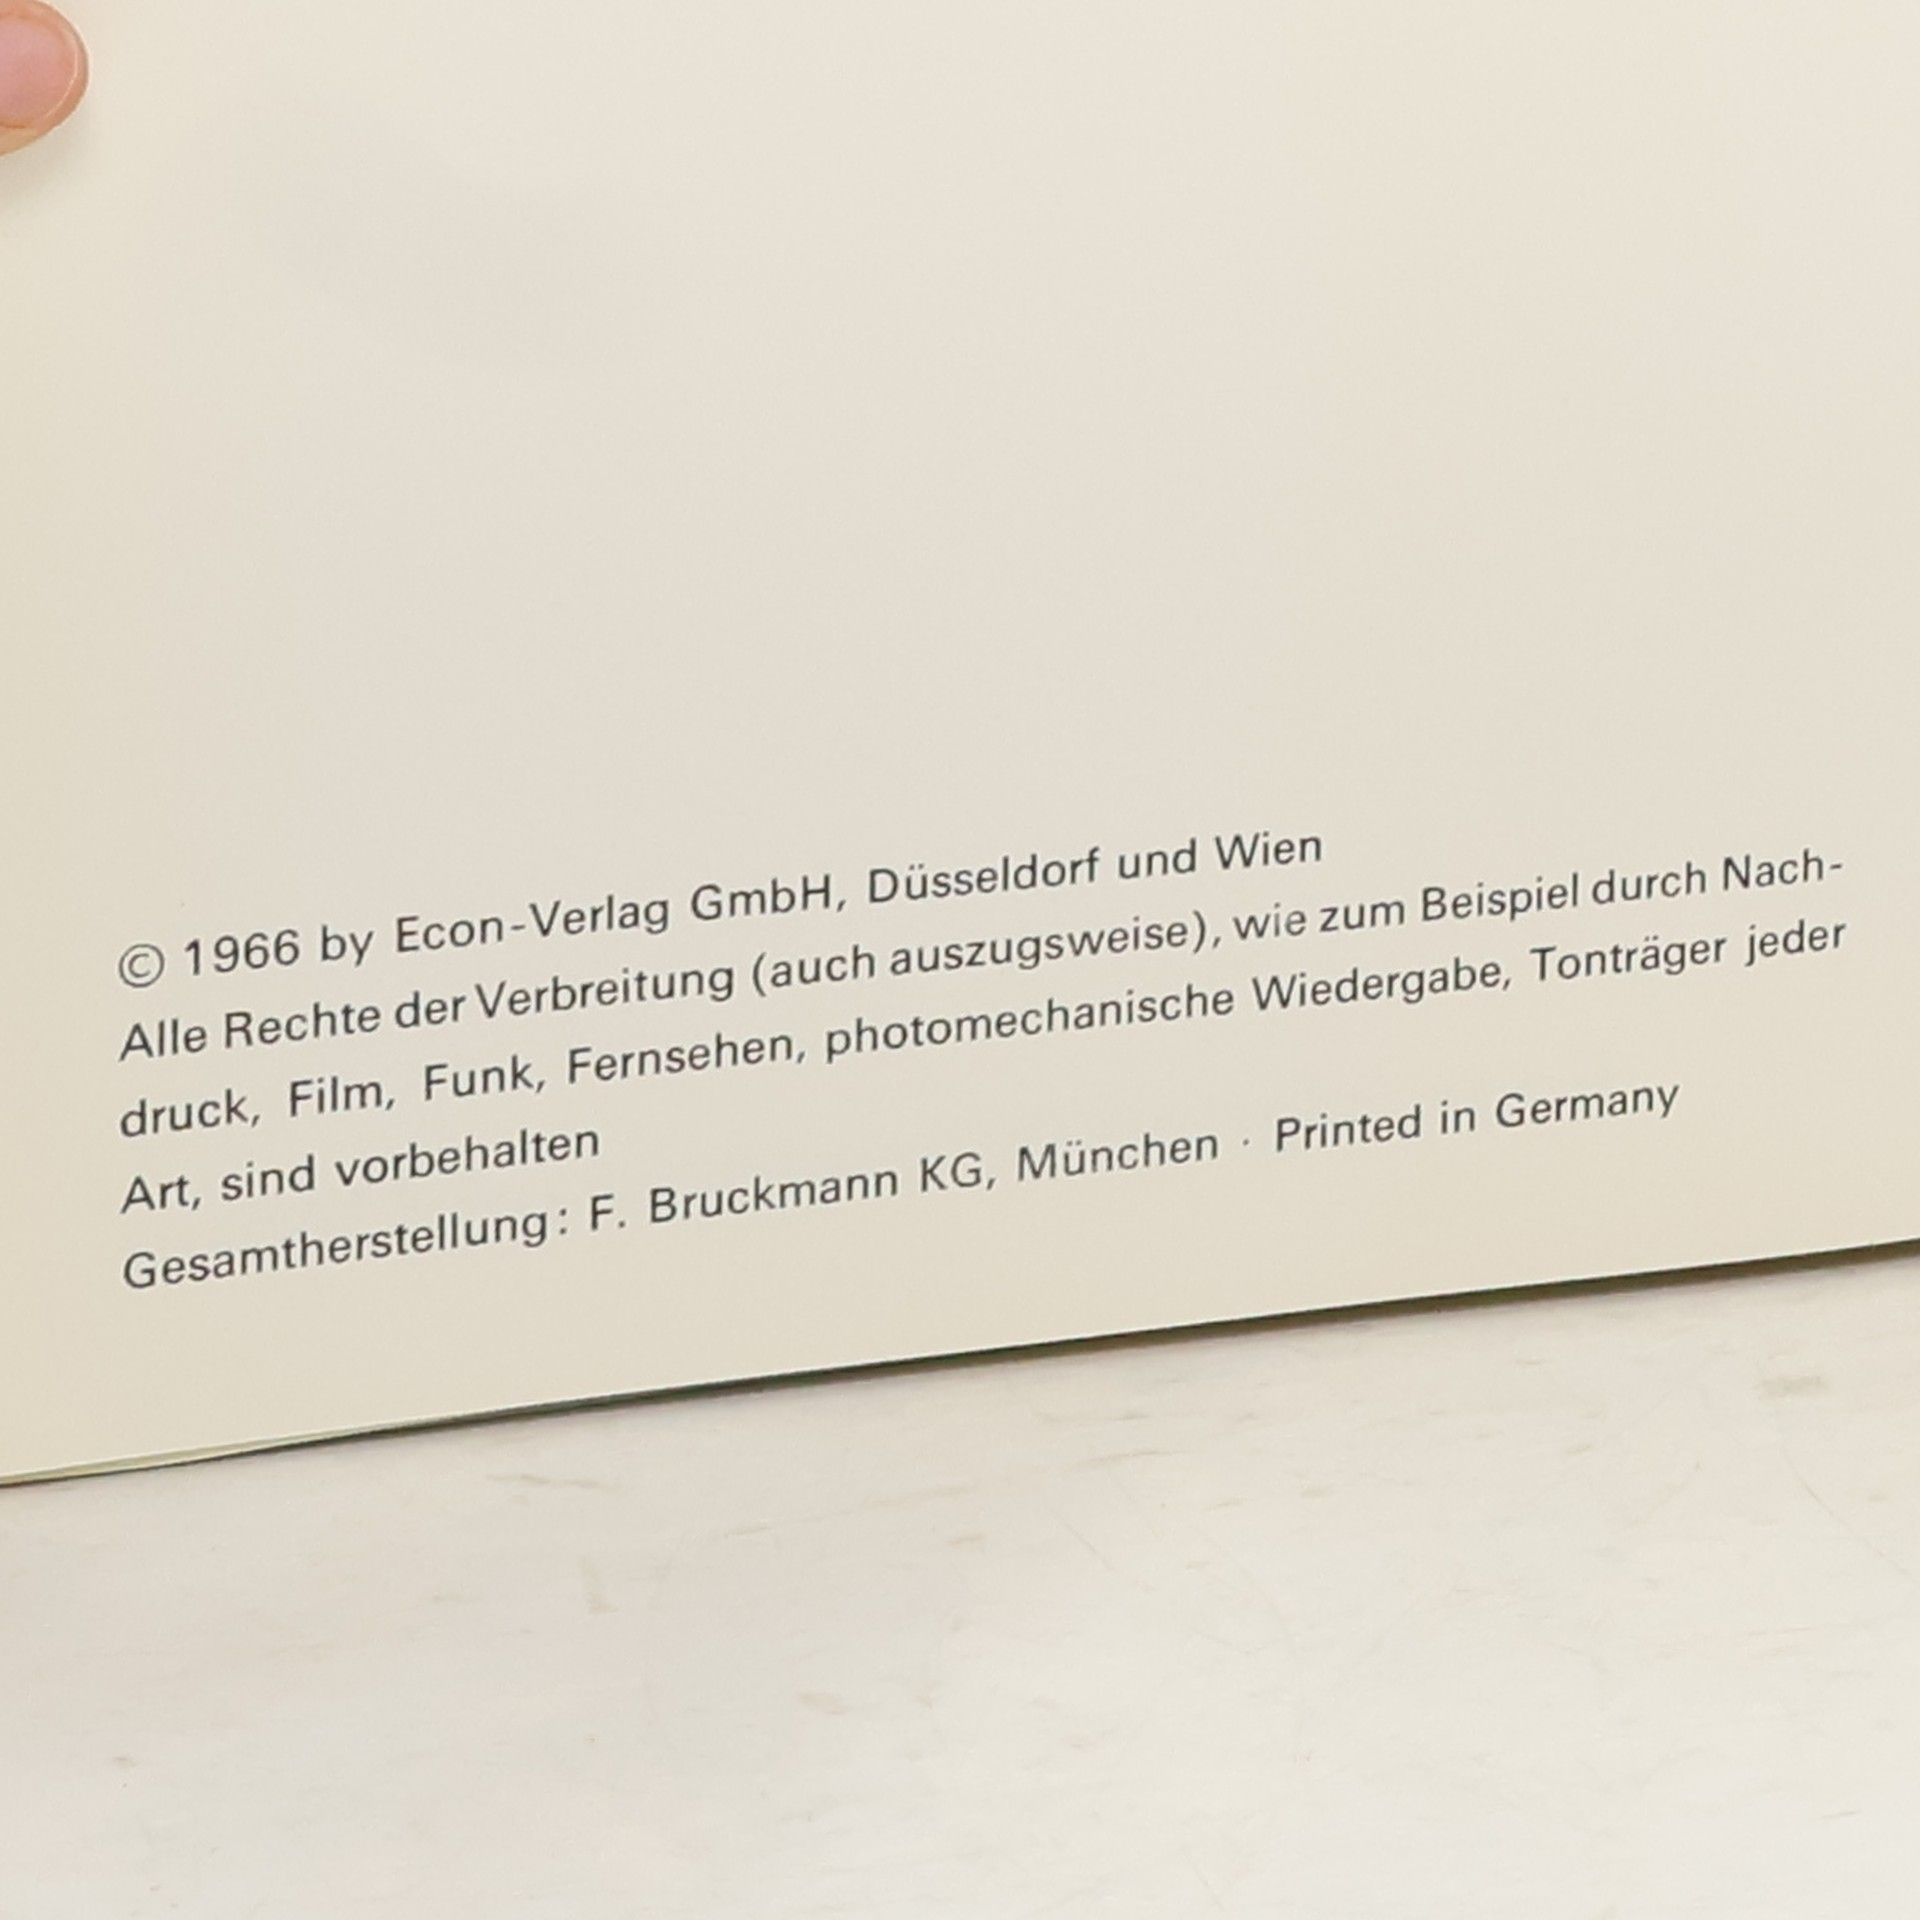 © 1966 by Econ-Verlag GmbH, Düsseldorf und Wien
Alle Rechte der Verbreitung (auch auszugsweise), wie zum Beispiel durch Nach-
druck, Film, Funk, Fernsehen, photomechanische Wiedergabe, Tonträger jeder
Art, sind vorbehalten
Gesamtherstellung: F. Bruckmann KG, München · Printed in Germany